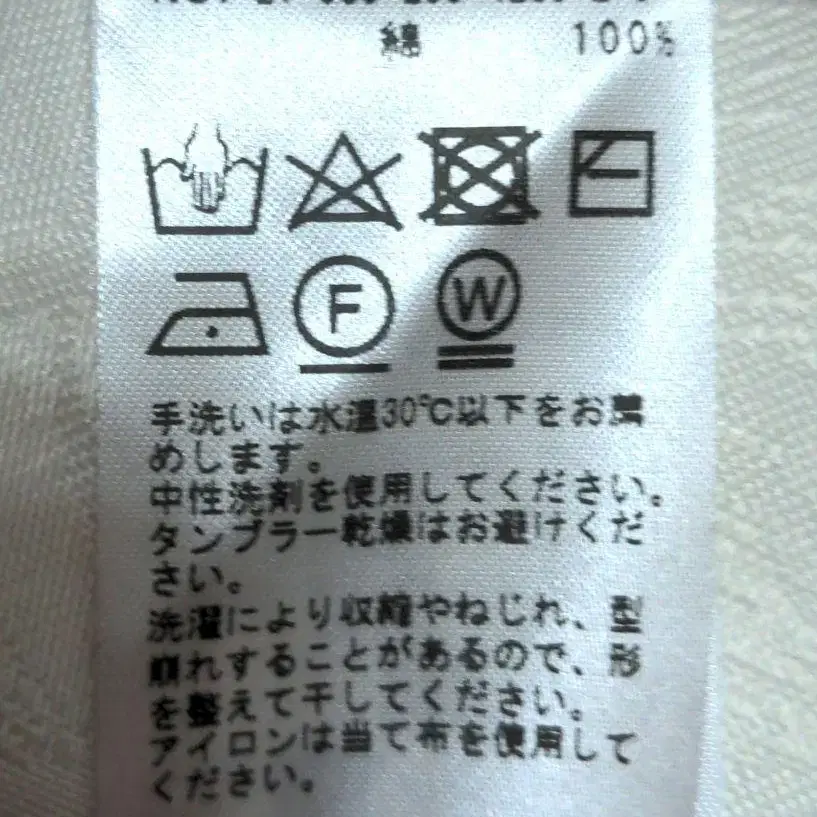 綿 100%
F W
手洗いは水温30℃以下をお薦
めします。
中性洗剤を使用してください。
タンブラー乾燥はお避けくだ
さい。
洗濯により収縮やねじれ、型
崩れすることがあるので、形
を整えて干してください。
アイロンは当て布を使用して
ください。